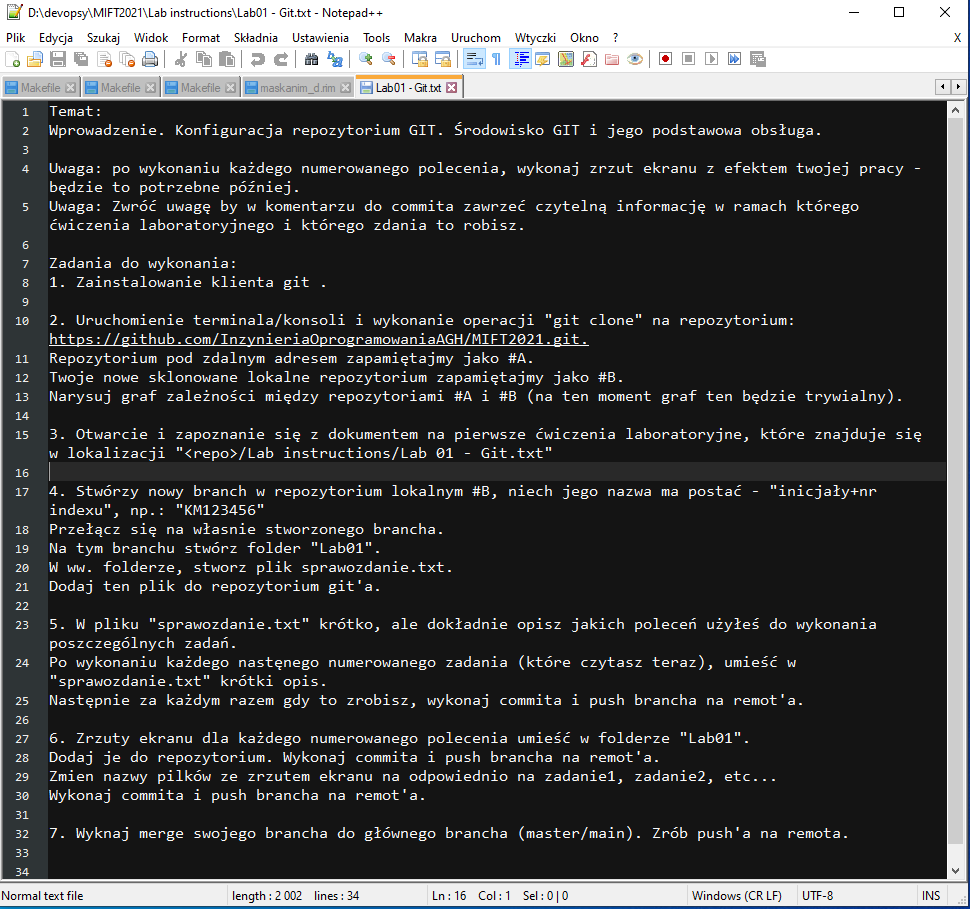 D:\devopsy\MIFT2021\Lab instructions\Lab01 - Git.txt - Notepad++
Plik Edycja Szukaj Widok Format Składnia Ustawienia Tools Makra Uruchom Wtyczki Okno ? X
Makefile Makefile Makefile maskanim_d.rim Lab01 - Git.txt
1 Temat:
2 Wprowadzenie. Konfiguracja repozytorium GIT. Środowisko GIT i jego podstawowa obsługa.
3
4 Uwaga: po wykonaniu każdego numerowanego polecenia, wykonaj zrzut ekranu z efektem twojej pracy -
będzie to potrzebne później.
5 Uwaga: Zwróć uwagę by w komentarzu do commita zawrzeć czytelną informację w ramach którego
ćwiczenia laboratoryjnego i którego zdania to robisz.
6
7 Zadania do wykonania:
8 1. Zainstalowanie klienta git .
9
10 2. Uruchomienie terminala/konsoli i wykonanie operacji "git clone" na repozytorium:
https://github.com/InzynieriaOprogramowaniaAGH/MIFT2021.git.
11 Repozytorium pod zdalnym adresem zapamiętajmy jako #A.
12 Twoje nowe sklonowane lokalne repozytorium zapamiętajmy jako #B.
13 Narysuj graf zależności między repozytoriami #A i #B (na ten moment graf ten będzie trywialny).
14
15 3. Otwarcie i zapoznanie się z dokumentem na pierwsze ćwiczenia laboratoryjne, które znajduje się
w lokalizacji "<repo>/Lab instructions/Lab 01 - Git.txt"
16
17 4. Stwórzy nowy branch w repozytorium lokalnym #B, niech jego nazwa ma postać - "inicjały+nr
indexu", np.: "KM123456"
18 Przełącz się na własnie stworzonego brancha.
19 Na tym branchu stwórz folder "Lab01".
20 W ww. folderze, stworz plik sprawozdanie.txt.
21 Dodaj ten plik do repozytorium git'a.
22
23 5. W pliku "sprawozdanie.txt" krótko, ale dokładnie opisz jakich poleceń użyłeś do wykonania
poszczególnych zadań.
24 Po wykonaniu każdego nastęnego numerowanego zadania (które czytasz teraz), umieść w
"sprawozdanie.txt" krótki opis.
25 Następnie za każdym razem gdy to zrobisz, wykonaj commita i push brancha na remot'a.
26
27 6. Zrzuty ekranu dla każdego numerowanego polecenia umieść w folderze "Lab01".
28 Dodaj je do repozytorium. Wykonaj commita i push brancha na remot'a.
29 Zmien nazwy pilków ze zrzutem ekranu na odpowiednio na zadanie1, zadanie2, etc...
30 Wykonaj commita i push brancha na remot'a.
31
32 7. Wyknaj merge swojego brancha do głównego brancha (master/main). Zrób push'a na remota.
33
34
Normal text file length : 2 002 lines : 34 Ln : 16 Col : 1 Sel : 0 | 0 Windows (CR LF) UTF-8 INS